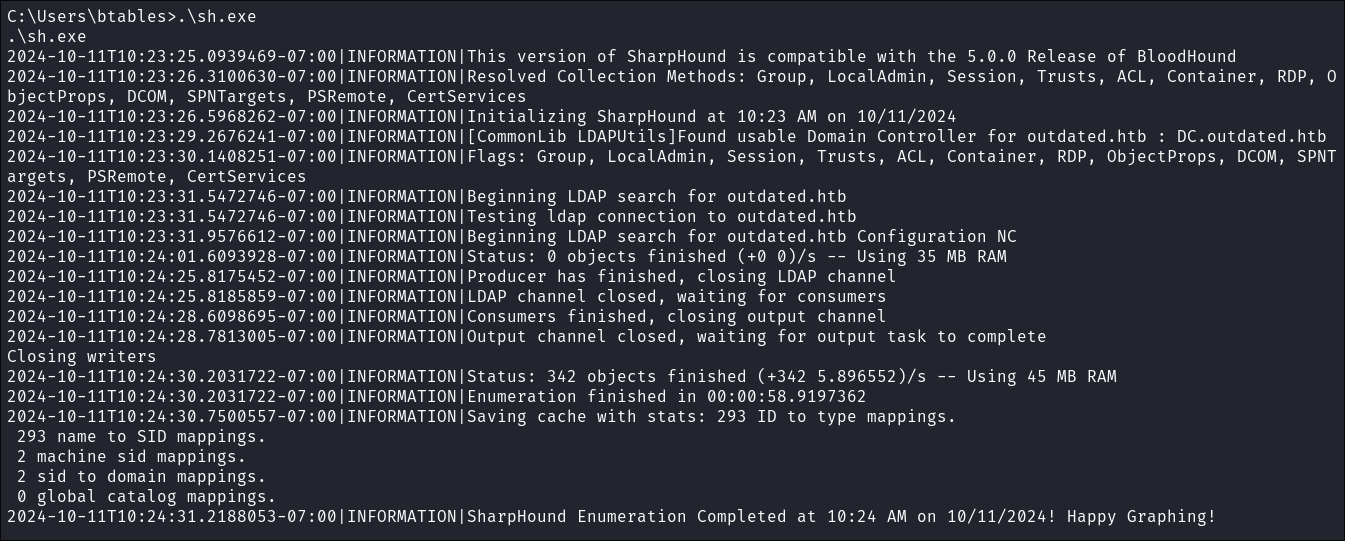 C:\Users\btables>.\sh.exe
.\sh.exe
2024-10-11T10:23:25.0939469-07:00|INFORMATION|This version of SharpHound is compatible with the 5.0.0 Release of BloodHound
2024-10-11T10:23:26.3100630-07:00|INFORMATION|Resolved Collection Methods: Group, LocalAdmin, Session, Trusts, ACL, Container, RDP, O
bjectProps, DCOM, SPNTargets, PSRemote, CertServices
2024-10-11T10:23:26.5968262-07:00|INFORMATION|Initializing SharpHound at 10:23 AM on 10/11/2024
2024-10-11T10:23:29.2676241-07:00|INFORMATION|[CommonLib LDAPUtils]Found usable Domain Controller for outdated.htb : DC.outdated.htb
2024-10-11T10:23:30.1408251-07:00|INFORMATION|Flags: Group, LocalAdmin, Session, Trusts, ACL, Container, RDP, ObjectProps, DCOM, SPNT
argets, PSRemote, CertServices
2024-10-11T10:23:31.5472746-07:00|INFORMATION|Beginning LDAP search for outdated.htb
2024-10-11T10:23:31.5472746-07:00|INFORMATION|Testing ldap connection to outdated.htb
2024-10-11T10:23:31.9576612-07:00|INFORMATION|Beginning LDAP search for outdated.htb Configuration NC
2024-10-11T10:24:01.6093928-07:00|INFORMATION|Status: 0 objects finished (+0 0)/s -- Using 35 MB RAM
2024-10-11T10:24:25.8175452-07:00|INFORMATION|Producer has finished, closing LDAP channel
2024-10-11T10:24:25.8185859-07:00|INFORMATION|LDAP channel closed, waiting for consumers
2024-10-11T10:24:28.6098695-07:00|INFORMATION|Consumers finished, closing output channel
2024-10-11T10:24:28.7813005-07:00|INFORMATION|Output channel closed, waiting for output task to complete
Closing writers
2024-10-11T10:24:30.2031722-07:00|INFORMATION|Status: 342 objects finished (+342 5.896552)/s -- Using 45 MB RAM
2024-10-11T10:24:30.2031722-07:00|INFORMATION|Enumeration finished in 00:00:58.9197362
2024-10-11T10:24:30.7500557-07:00|INFORMATION|Saving cache with stats: 293 ID to type mappings.
 293 name to SID mappings.
 2 machine sid mappings.
 2 sid to domain mappings.
 0 global catalog mappings.
2024-10-11T10:24:31.2188053-07:00|INFORMATION|SharpHound Enumeration Completed at 10:24 AM on 10/11/2024! Happy Graphing!